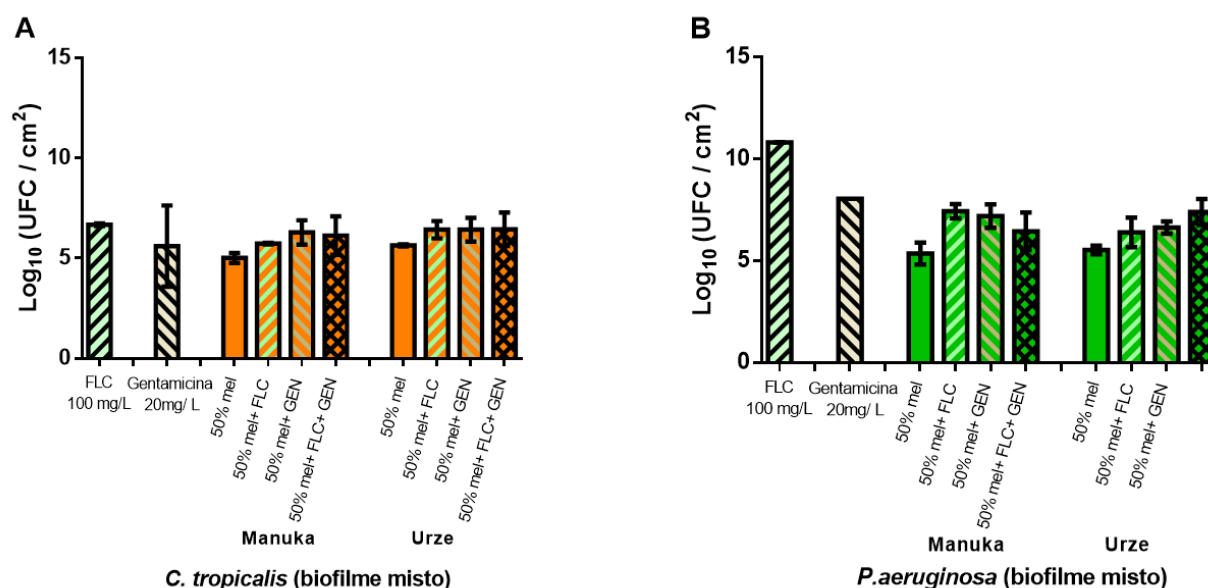 A
15
10
5
0
Log10 (UFC / cm2)
FLC
100 mg/L
Gentamicina
20mg/ L
50% mel
50% mel+ FLC
50% mel+ GEN
50% mel+ FLC+ GEN
50% mel
50% mel+ FLC
50% mel+ GEN
50% mel+ FLC+ GEN
Manuka
Urze
C. tropicalis (biofilme misto)
B
15
10
5
0
Log10 (UFC / cm2)
FLC
100 mg/L
Gentamicina
20mg/ L
50% mel
50% mel+ FLC
50% mel+ GEN
50% mel+ FLC+ GEN
50% mel
50% mel+ FLC
50% mel+ GEN
Manuka
Urze
P.aeruginosa (biofilme misto)